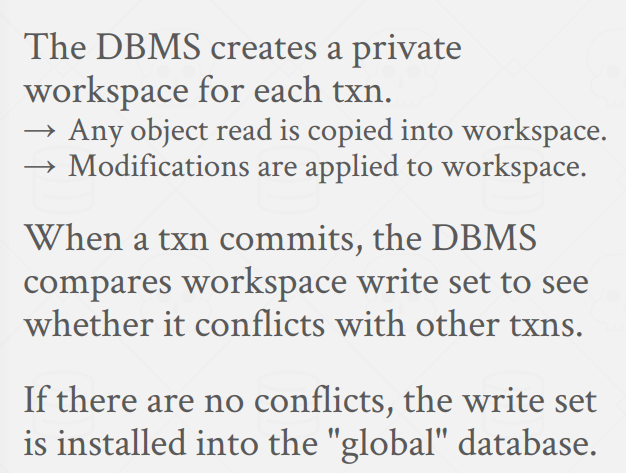 The DBMS creates a private
workspace for each txn.
→ Any object read is copied into workspace.
→ Modifications are applied to workspace.
When a txn commits, the DBMS
compares workspace write set to see
whether it conflicts with other txns.
If there are no conflicts, the write set
is installed into the "global" database.